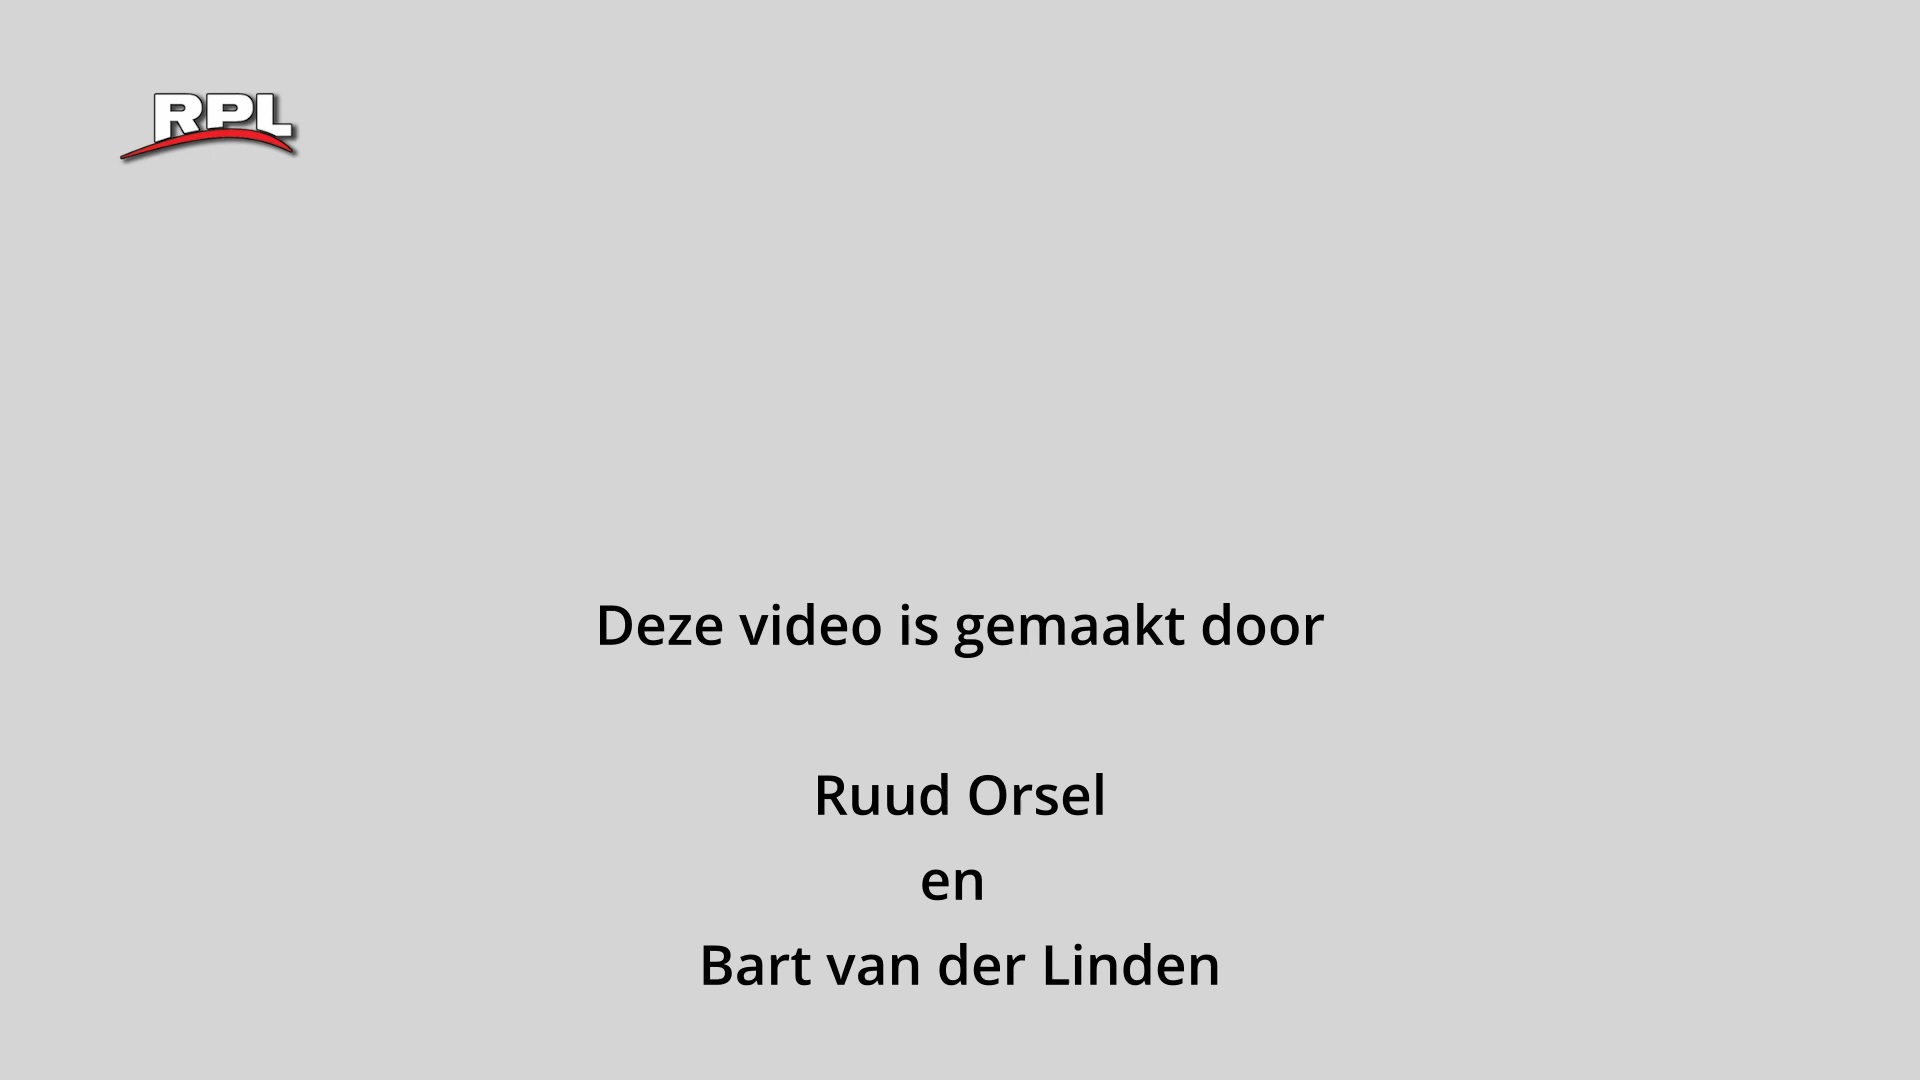 RPL
Deze video is gemaakt door
Ruud Orsel
en
Bart van der Linden